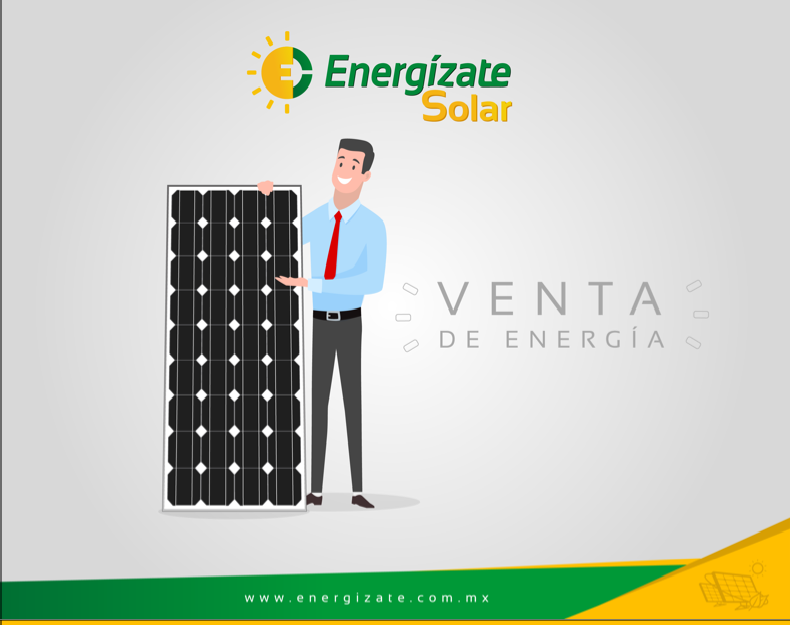 Energízate
Solar
VENTA
DE ENERGÍA
www.energizate.com.mx